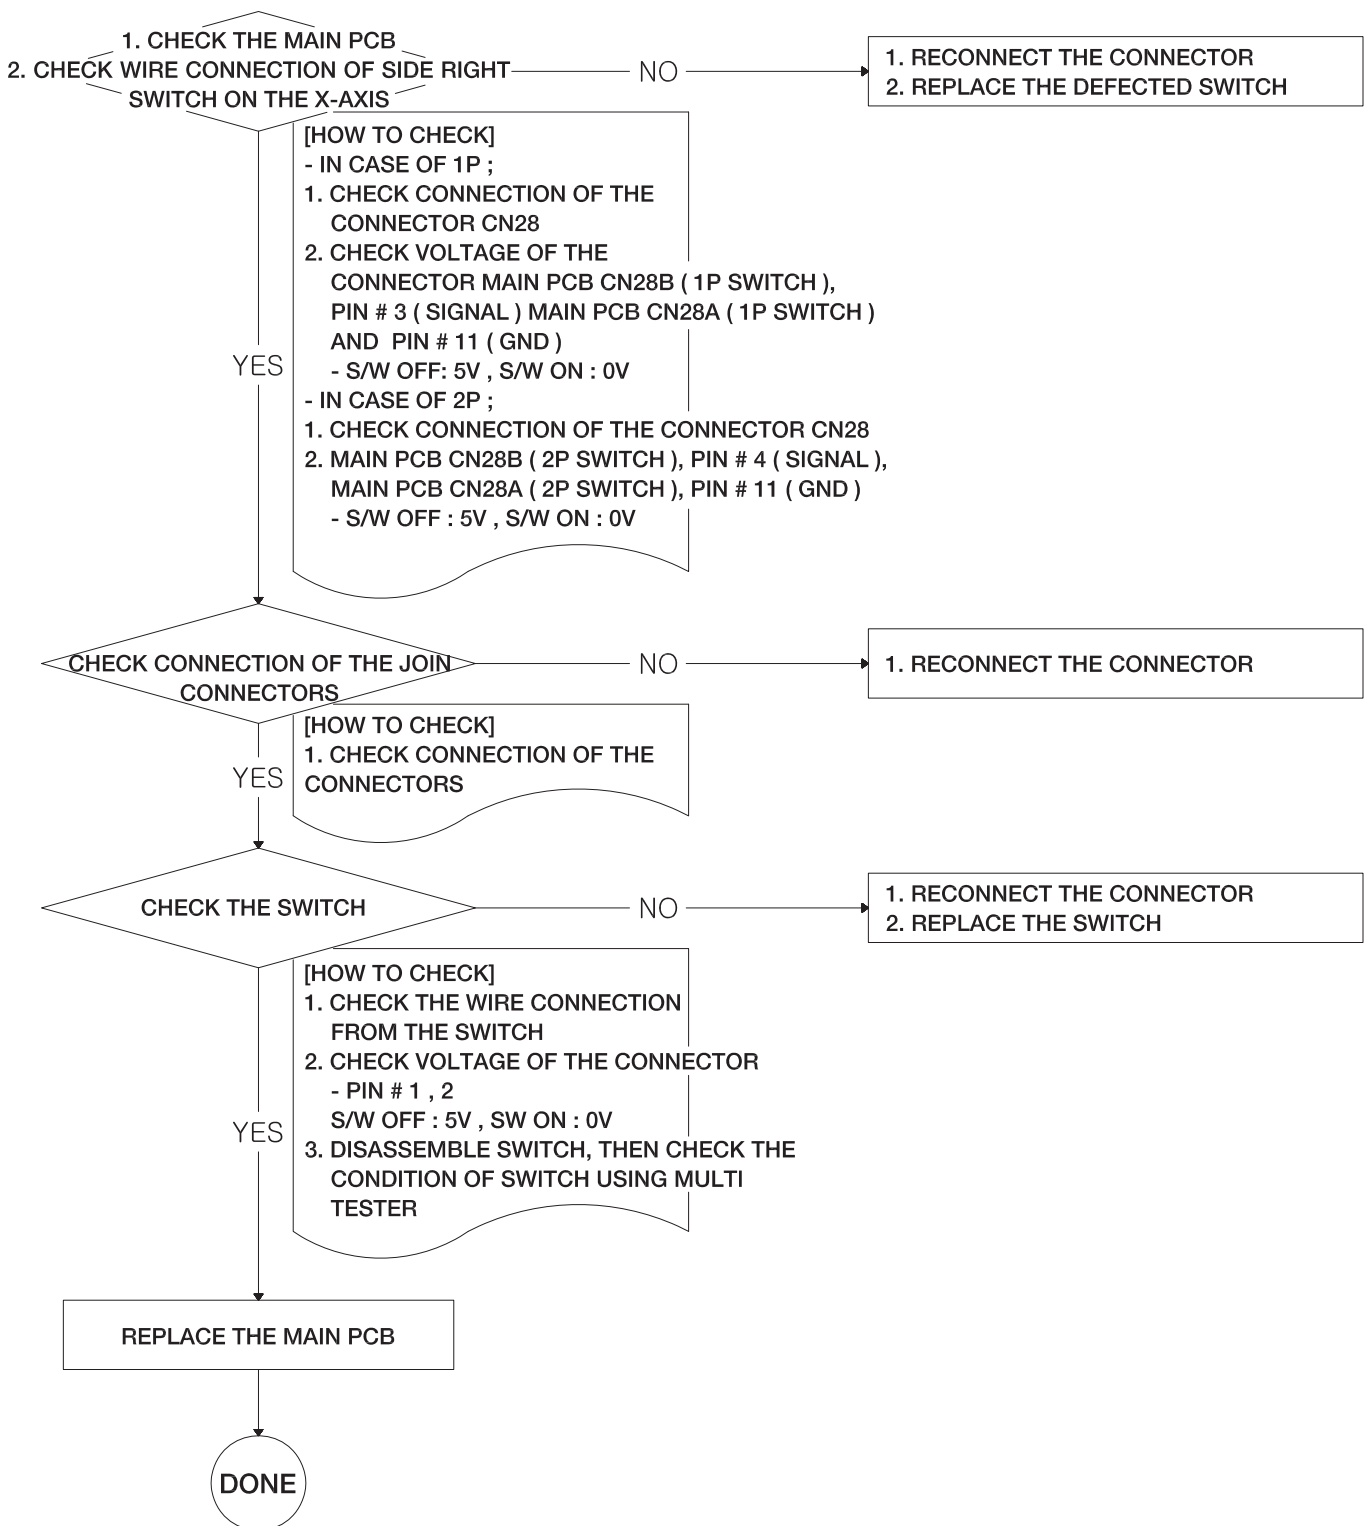 1. CHECK THE MAIN PCB
2. CHECK WIRE CONNECTION OF SIDE RIGHT
SWITCH ON THE X-AXIS
NO
1. RECONNECT THE CONNECTOR
2. REPLACE THE DEFECTED SWITCH
[HOW TO CHECK]
- IN CASE OF 1P ;
1. CHECK CONNECTION OF THE
CONNECTOR CN28
2. CHECK VOLTAGE OF THE
CONNECTOR MAIN PCB CN28B ( 1P SWITCH ),
PIN # 3 ( SIGNAL ) MAIN PCB CN28A ( 1P SWITCH )
AND PIN # 11 ( GND )
- S/W OFF: 5V , S/W ON : 0V
- IN CASE OF 2P ;
1. CHECK CONNECTION OF THE CONNECTOR CN28
2. MAIN PCB CN28B ( 2P SWITCH ), PIN # 4 ( SIGNAL ),
MAIN PCB CN28A ( 2P SWITCH ), PIN # 11 ( GND )
- S/W OFF : 5V , S/W ON : 0V
YES
CHECK CONNECTION OF THE JOIN
CONNECTORS
NO
1. RECONNECT THE CONNECTOR
[HOW TO CHECK]
1. CHECK CONNECTION OF THE
CONNECTORS
YES
CHECK THE SWITCH
NO
1. RECONNECT THE CONNECTOR
2. REPLACE THE SWITCH
[HOW TO CHECK]
1. CHECK THE WIRE CONNECTION
FROM THE SWITCH
2. CHECK VOLTAGE OF THE CONNECTOR
- PIN # 1 , 2
S/W OFF : 5V , SW ON : 0V
3. DISASSEMBLE SWITCH, THEN CHECK THE
CONDITION OF SWITCH USING MULTI
TESTER
YES
REPLACE THE MAIN PCB
DONE